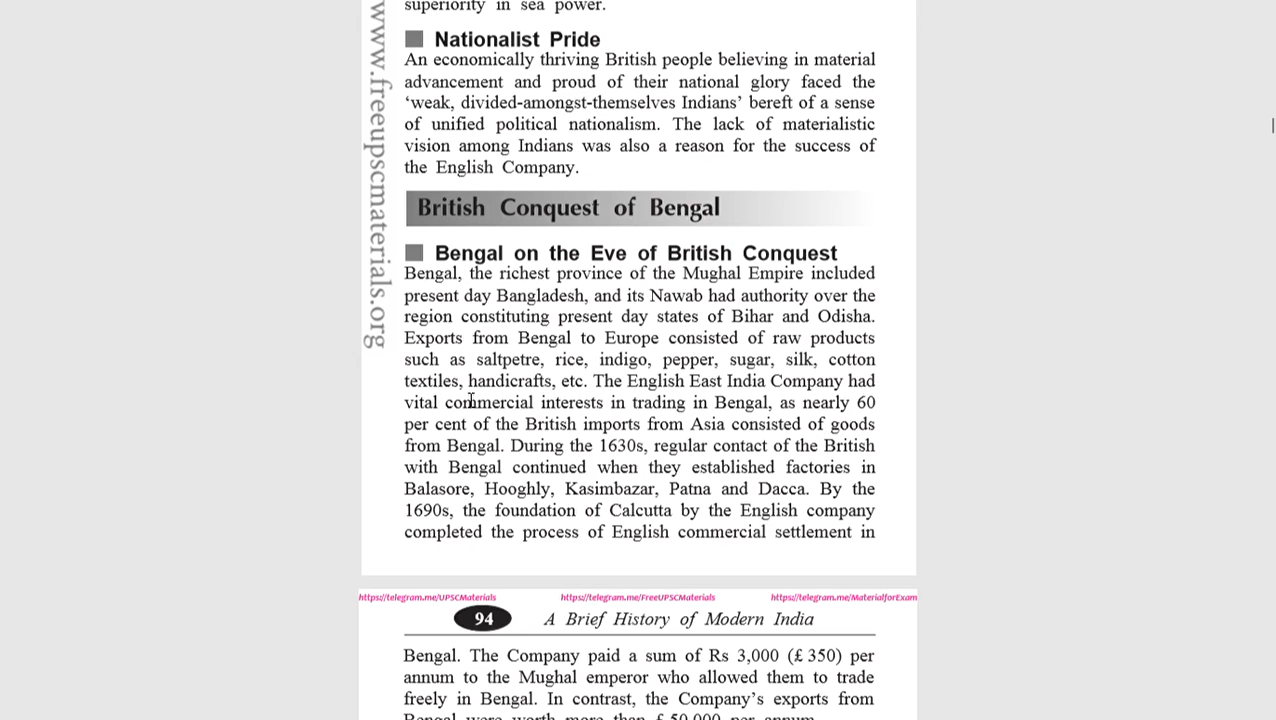 superiority in sea power.
www.freeupscmaterials.org
Nationalist Pride
An economically thriving British people believing in material
advancement and proud of their national glory faced the
‘weak, divided-amongst-themselves Indians’ bereft of a sense
of unified political nationalism. The lack of materialistic
vision among Indians was also a reason for the success of
the English Company.
British Conquest of Bengal
Bengal on the Eve of British Conquest
Bengal, the richest province of the Mughal Empire included
present day Bangladesh, and its Nawab had authority over the
region constituting present day states of Bihar and Odisha.
Exports from Bengal to Europe consisted of raw products
such as saltpetre, rice, indigo, pepper, sugar, silk, cotton
textiles, handicrafts, etc. The English East India Company had
vital commercial interests in trading in Bengal, as nearly 60
per cent of the British imports from Asia consisted of goods
from Bengal. During the 1630s, regular contact of the British
with Bengal continued when they established factories in
Balasore, Hooghly, Kasimbazar, Patna and Dacca. By the
1690s, the foundation of Calcutta by the English company
completed the process of English commercial settlement in
https://telegram.me/UPSCMaterials https://telegram.me/FreeUPSCMaterials https://telegram.me/MaterialforExam
94 A Brief History of Modern India
Bengal. The Company paid a sum of Rs 3,000 (£ 350) per
annum to the Mughal emperor who allowed them to trade
freely in Bengal. In contrast, the Company’s exports from
Bengal were worth more than £ 50,000 per annum.